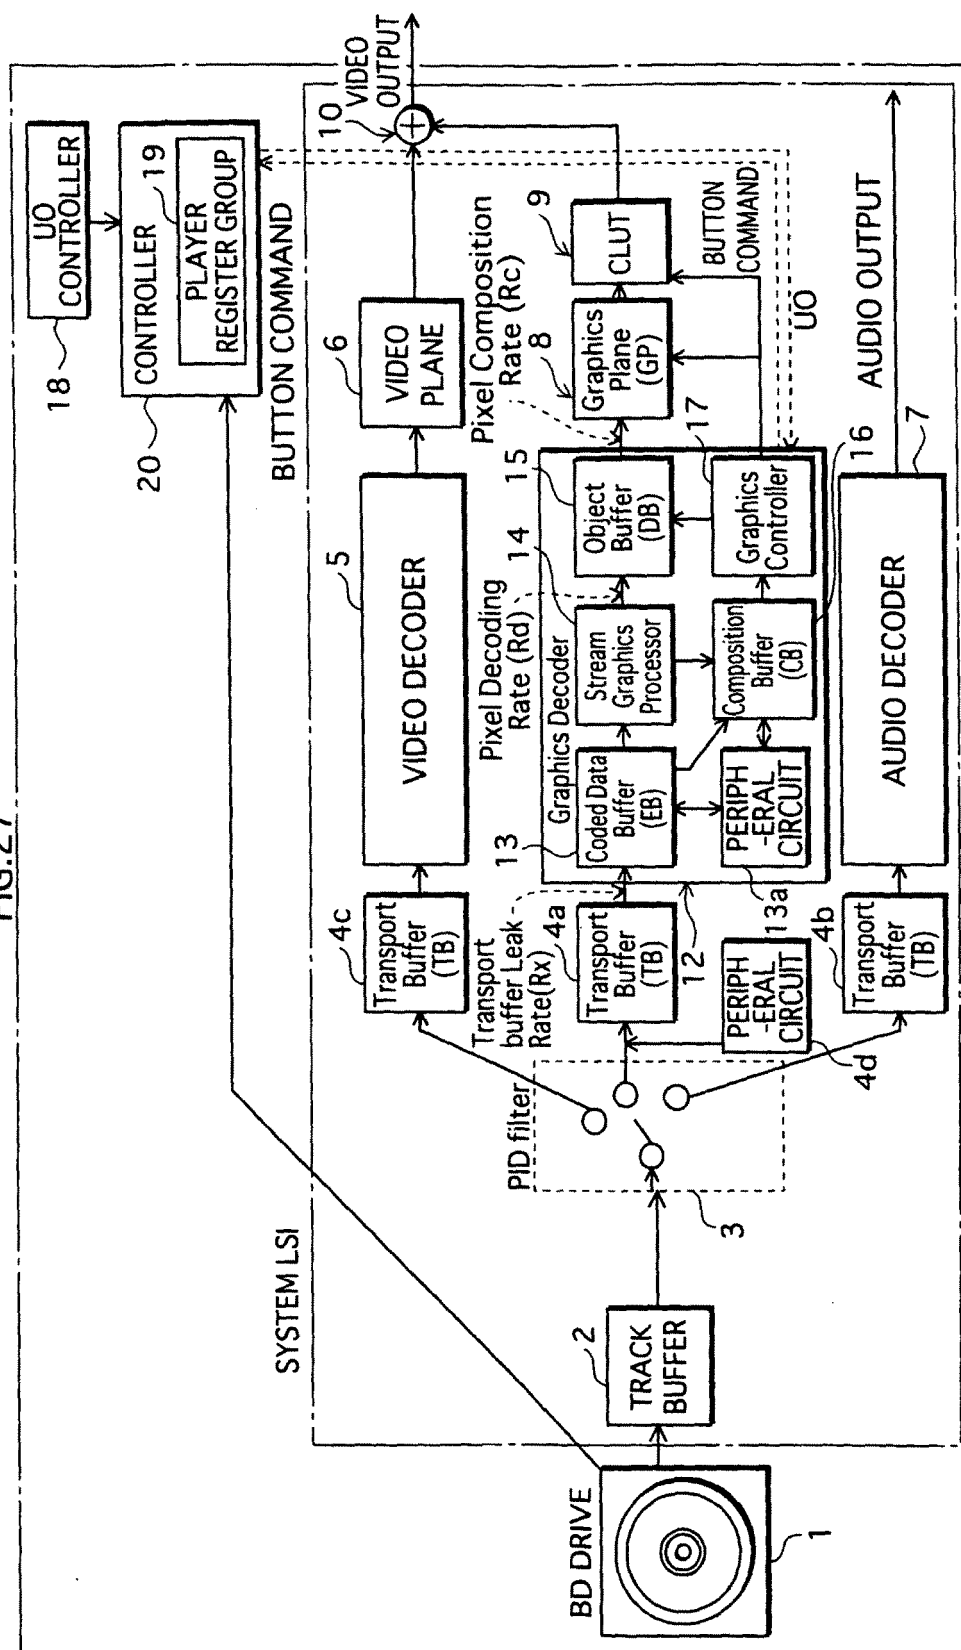 FIG.27
18
UO
CONTROLLER
20
CONTROLLER
19
PLAYER
REGISTER GROUP
BUTTON COMMAND
SYSTEM LSI
BD DRIVE
1
2
TRACK
BUFFER
3
PID filter
4c
Transport
Buffer
(TB)
5
VIDEO DECODER
6
VIDEO
PLANE
10
VIDEO
OUTPUT
Transport
buffer Leak
Rate(Rx)
4a
Transport
Buffer
(TB)
4d
PERIPH
-ERAL
CIRCUIT
12
Graphics Decoder
13
Coded Data
Buffer
(EB)
13a
PERIPH
-ERAL
CIRCUIT
Pixel Decoding
Rate (Rd)
14
Stream
Graphics
Processor
15
Object
Buffer
(DB)
Composition
Buffer
(CB)
16
17
Graphics
Controller
Pixel Composition
Rate (Rc)
8
Graphics
Plane
(GP)
9
CLUT
BUTTON
COMMAND
UO
4b
Transport
Buffer
(TB)
7
AUDIO DECODER
AUDIO OUTPUT